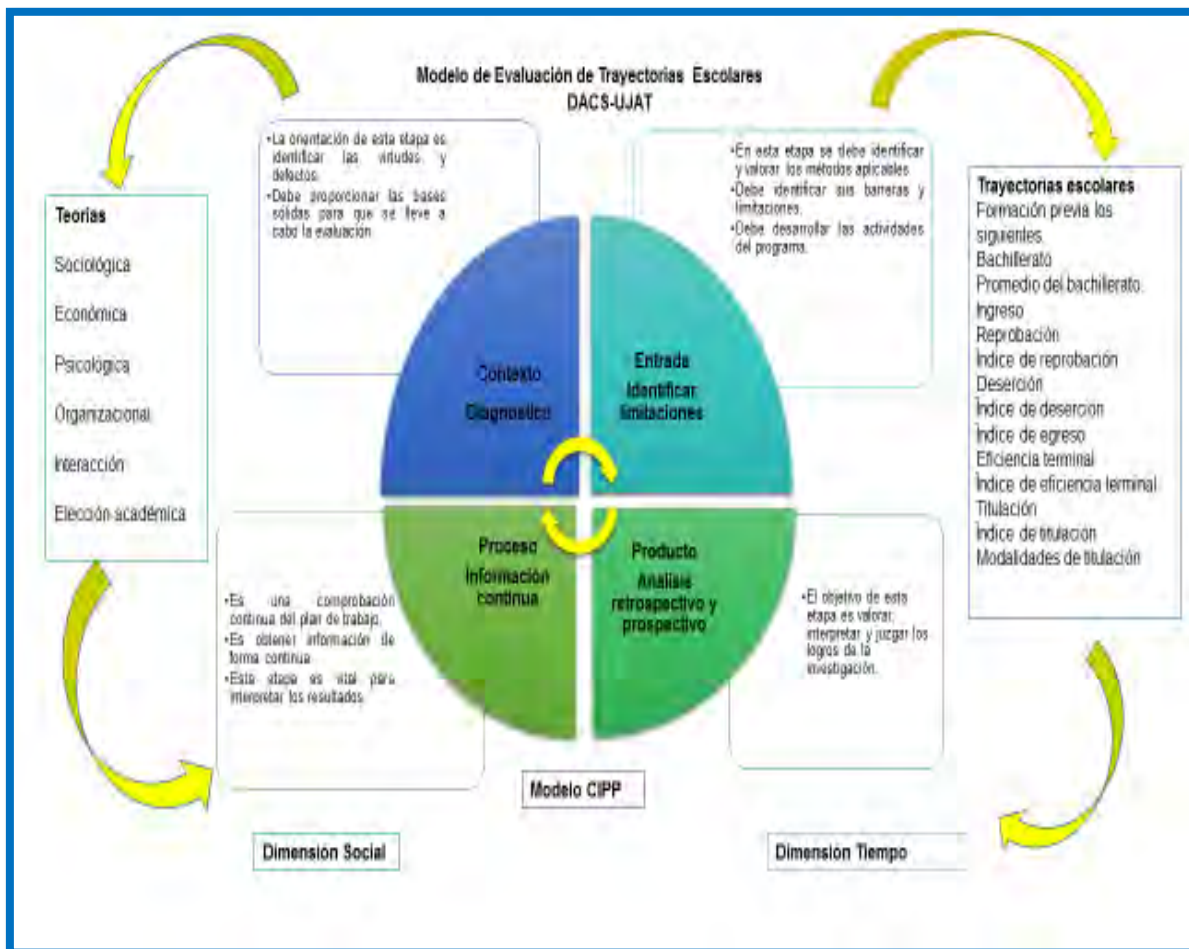 Modelo de Evaluación de Trayectorias Escolares
DACS-UJAT
•La orientación de esta etapa es
identificar las virtudes y
defectos.
•Debe proporcionar las bases
sólidas para que se lleve a
cabo la evaluación.
•En esta etapa se debe identificar
y valorar los métodos aplicables.
•Debe identificar sus barreras y
limitaciones.
•Debe desarrollar las actividades
del programa.
Teorías
Sociológica
Económica
Psicológica
Organizacional
Interacción
Elección académica
Contexto
Diagnostico
Entrada
Identificar
limitaciones
Proceso
Información
continua
Producto
Análisis
retrospectivo y
prospectivo
Trayectorias escolares
Formación previa los
siguientes.
Bachillerato
Promedio del bachillerato.
Ingreso
Reprobación
Índice de reprobación
Deserción
Índice de deserción
Índice de egreso
Eficiencia terminal
Índice de eficiencia terminal
Titulación
Índice de titulación
Modalidades de titulación
•Es una comprobación
continua del plan de trabajo.
•Es obtener información de
forma continua
•Esta etapa es vital para
interpretar los resultados.
•El objetivo de esta
etapa es valorar,
interpretar y juzgar los
logros de la
investigación.
Modelo CIPP
Dimensión Social
Dimensión Tiempo